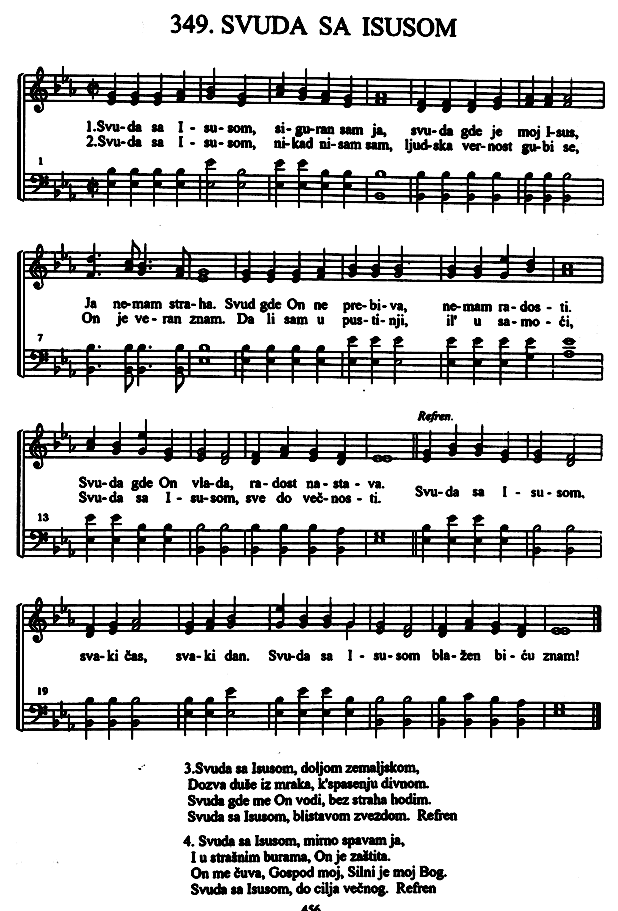 349. SVUDA SA ISUSOM
1.Svu-da sa I - su-som, si-gu-ran sam ja, svu-da gde je moj I-sus,
2.Svu-da sa I - su-som, ni-kad ni-sam sam, ljud-ska ver-nost gu-bi se,
1
Ja ne-mam stra-ha. Svud gde On ne pre-bi-va, ne-mam ra-dos - ti.
On je ve-ran znam. Da li sam u pus-ti-nji, il' u sa-mo-ći,
7
Refren.
Svu-da gde On vla-da, ra-dost na-sta-va. Svu-da sa I - su-som,
Svu-da sa I - su-som, sve do več-nos-ti.
13
sva-ki čas, sva-ki dan. Svu-da sa I - su-som bla-žen bi-ću znam!
19
3.Svuda sa Isusom, doljom zemaljskom,
Dozva duše iz mraka, k'spasenju divnom.
Svuda gde me On vodi, bez straha hodim.
Svuda sa Isusom, blistavom zvezdom. Refren
4. Svuda sa Isusom, mirno spavam ja,
I u strašnim burama, On je zaštita.
On me čuva, Gospod moj, Silni je moj Bog.
Svuda sa Isusom, do cilja večnog. Refren
456